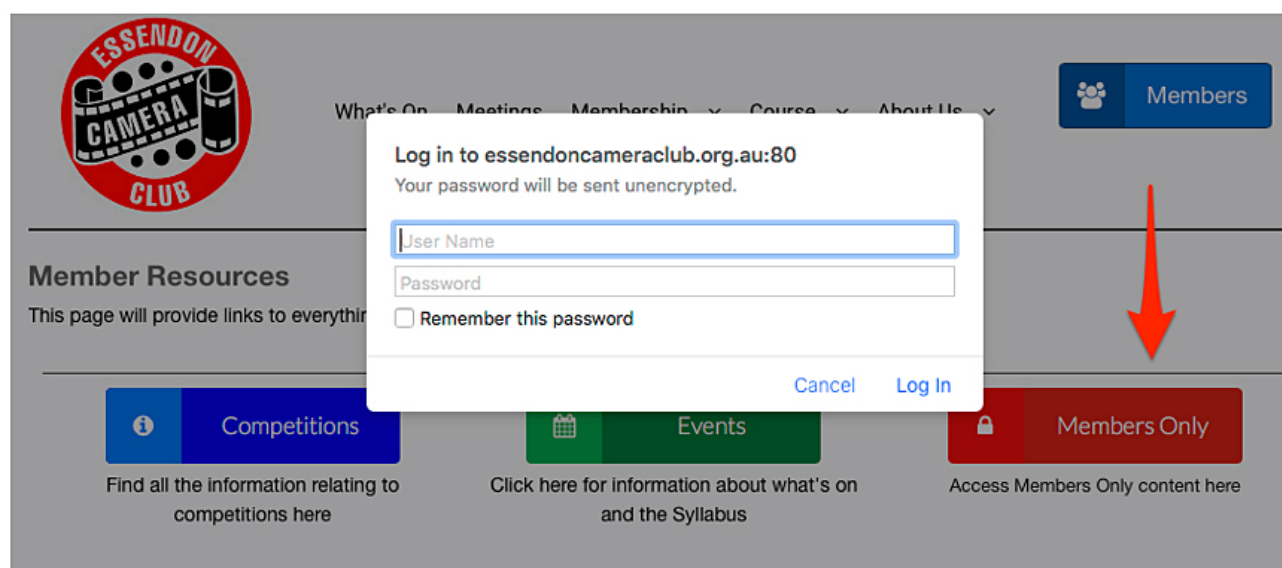 ESSENDON
CAMERA
CLUB
What's On Meetings Membership Course About Us
Members
Log in to essendoncameraclub.org.au:80
Your password will be sent unencrypted.
User Name
Password
Remember this password
Cancel Log In
Member Resources
This page will provide links to
Competitions
Events
Members Only
Find all the information relating to
competitions here
Click here for information about what's on
and the Syllabus
Access Members Only content here